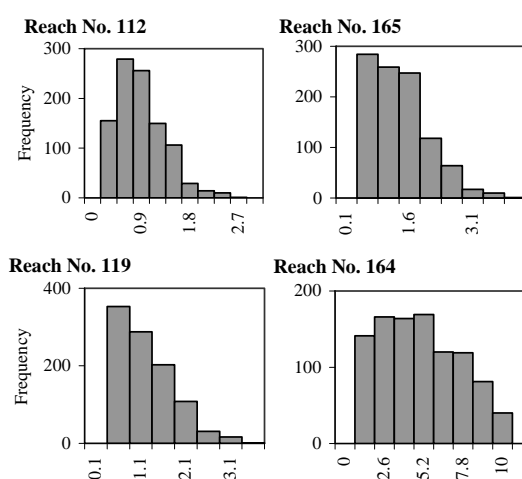 Reach No. 112
Frequency
300
200
100
0
0 0.9 1.8 2.7
Reach No. 165
300
200
100
0
0.1 1.6 3.1
Reach No. 119
Frequency
400
200
0
0.1 1.1 2.1 3.1
Reach No. 164
200
100
0
0 2.6 5.2 7.8 10